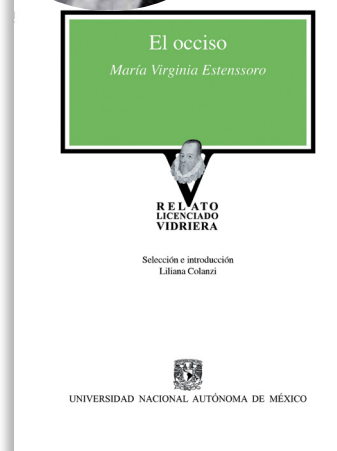 El occiso
María Virginia Estenssoro
V
RELATO
LICENCIADO
VIDRIERA
Selección e introducción
Liliana Colanzi
UNIVERSIDAD NACIONAL AUTÓNOMA DE MÉXICO